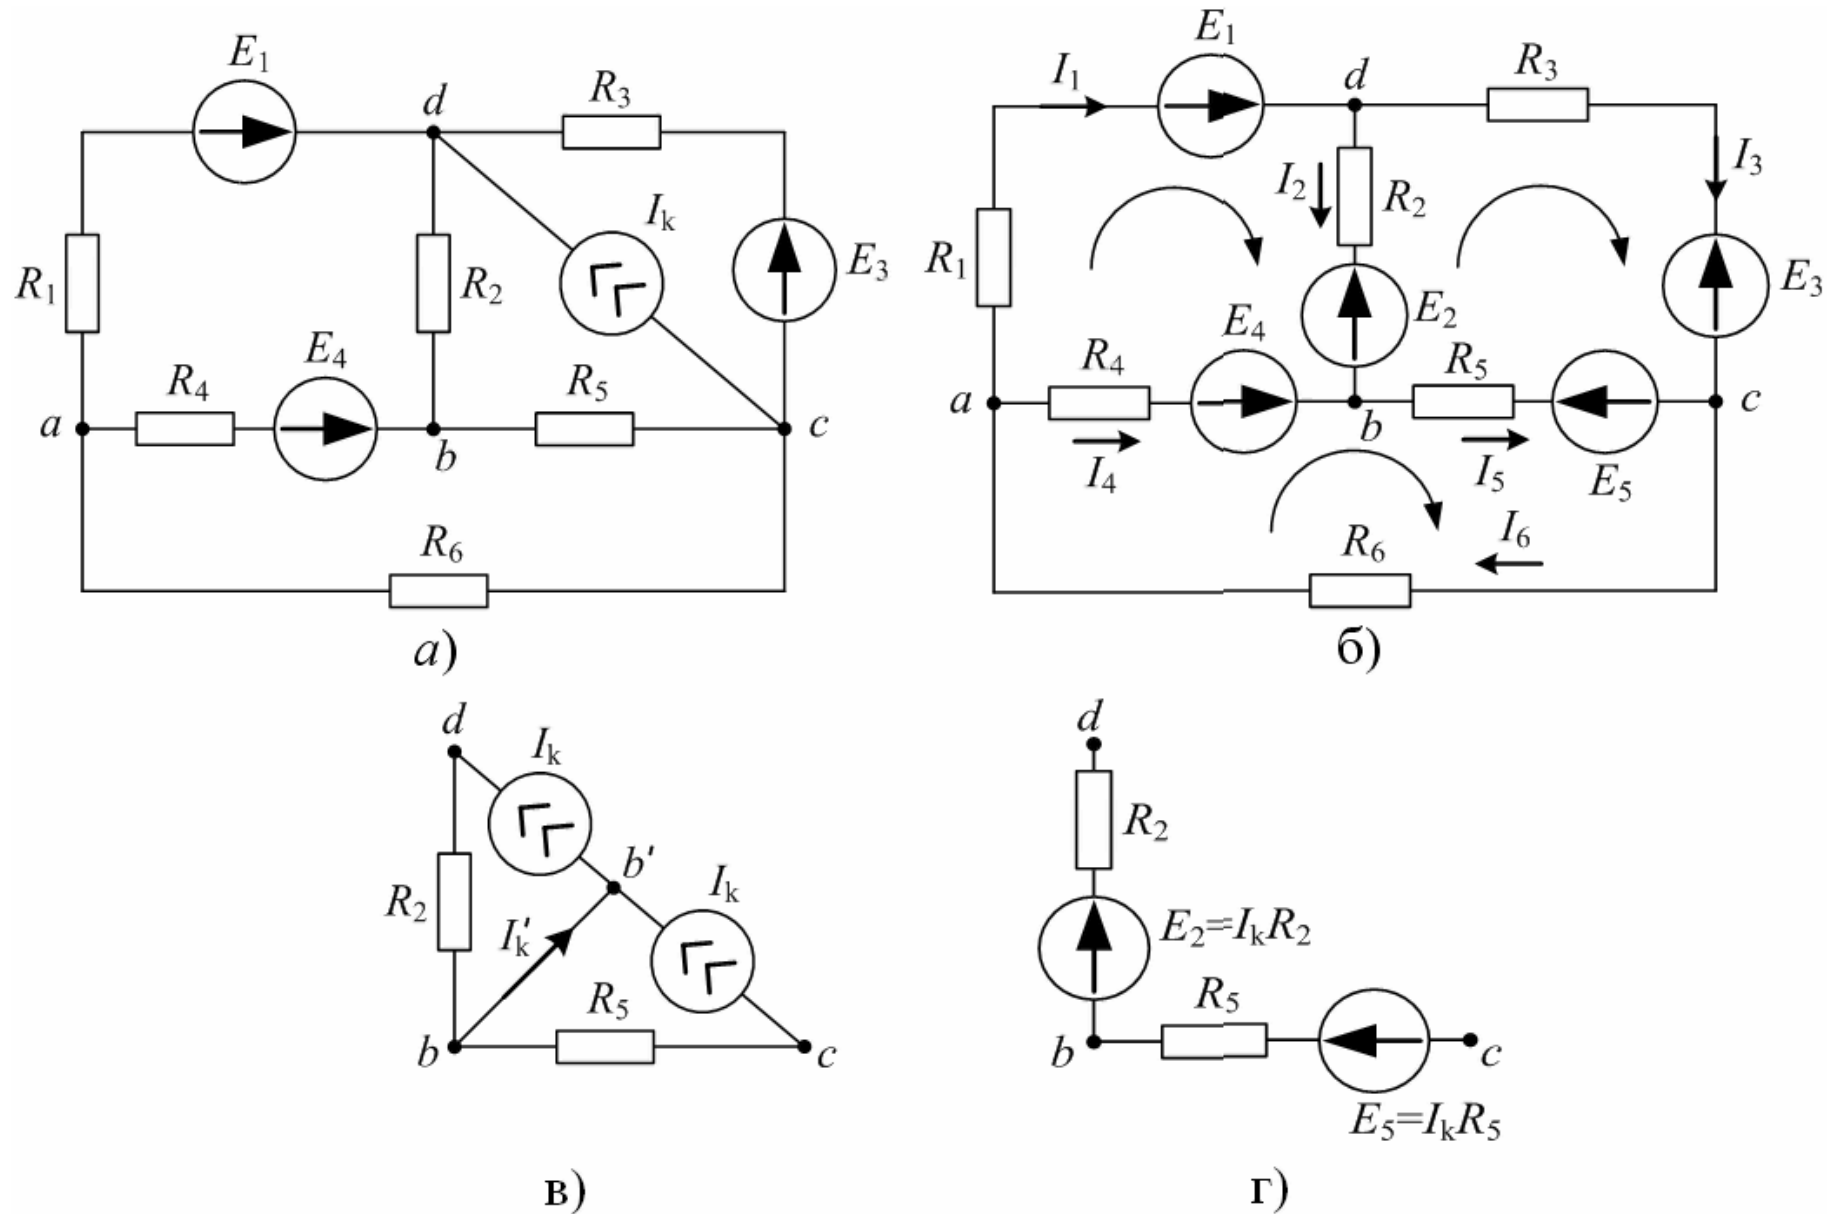 E1
d
R3
Ik
R1
R2
E3
E4
R4
R5
a
b
c
R6
а)
E1
I1
d
R3
I3
I2
R2
R1
E3
E2
E4
R4
R5
a
b
c
I4
I5
E5
I6
R6
б)
d
Ik
b'
Ik
R2
Ik'
R5
b
c
в)
d
R2
E2=IkR2
R5
b
c
E5=IkR5
г)